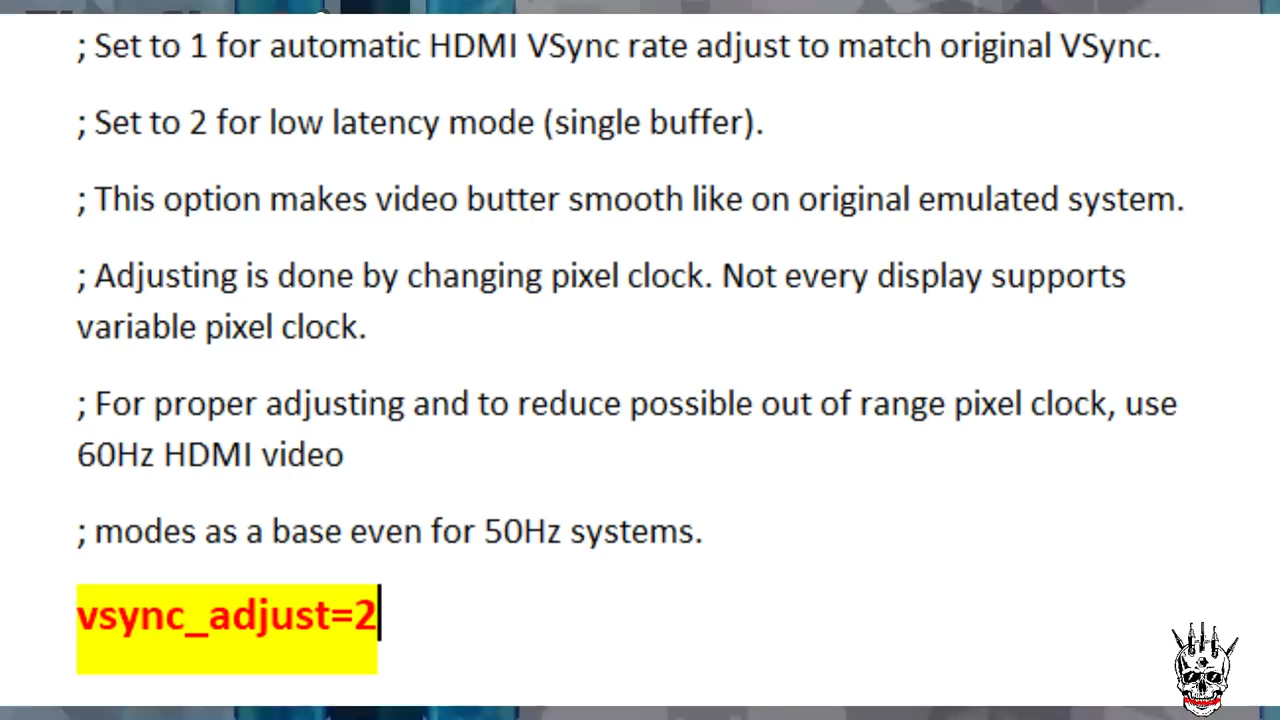 ; Set to 1 for automatic HDMI VSync rate adjust to match original VSync.
; Set to 2 for low latency mode (single buffer).
; This option makes video butter smooth like on original emulated system.
; Adjusting is done by changing pixel clock. Not every display supports
variable pixel clock.
; For proper adjusting and to reduce possible out of range pixel clock, use
60Hz HDMI video
; modes as a base even for 50Hz systems.
vsync_adjust=2